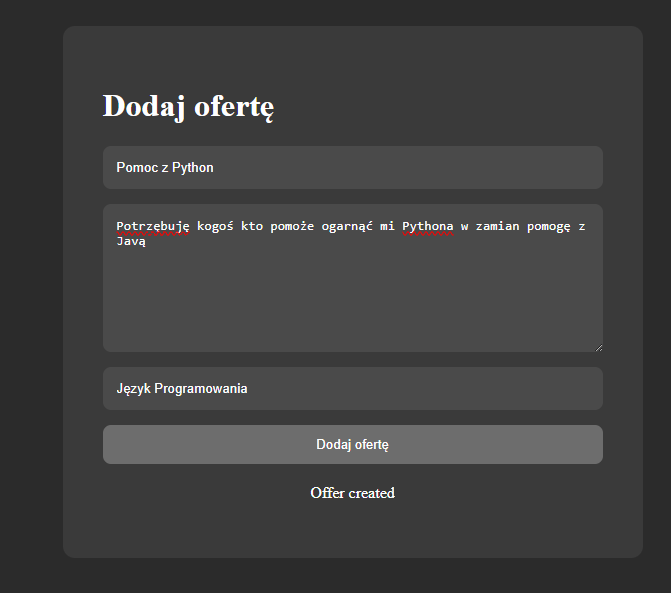 Dodaj ofertę
Pomoc z Python
Potrzębuję kogoś kto pomoże ogarnąć mi Pythona w zamian pomogę z
Javą
Język Programowania
Dodaj ofertę
Offer created